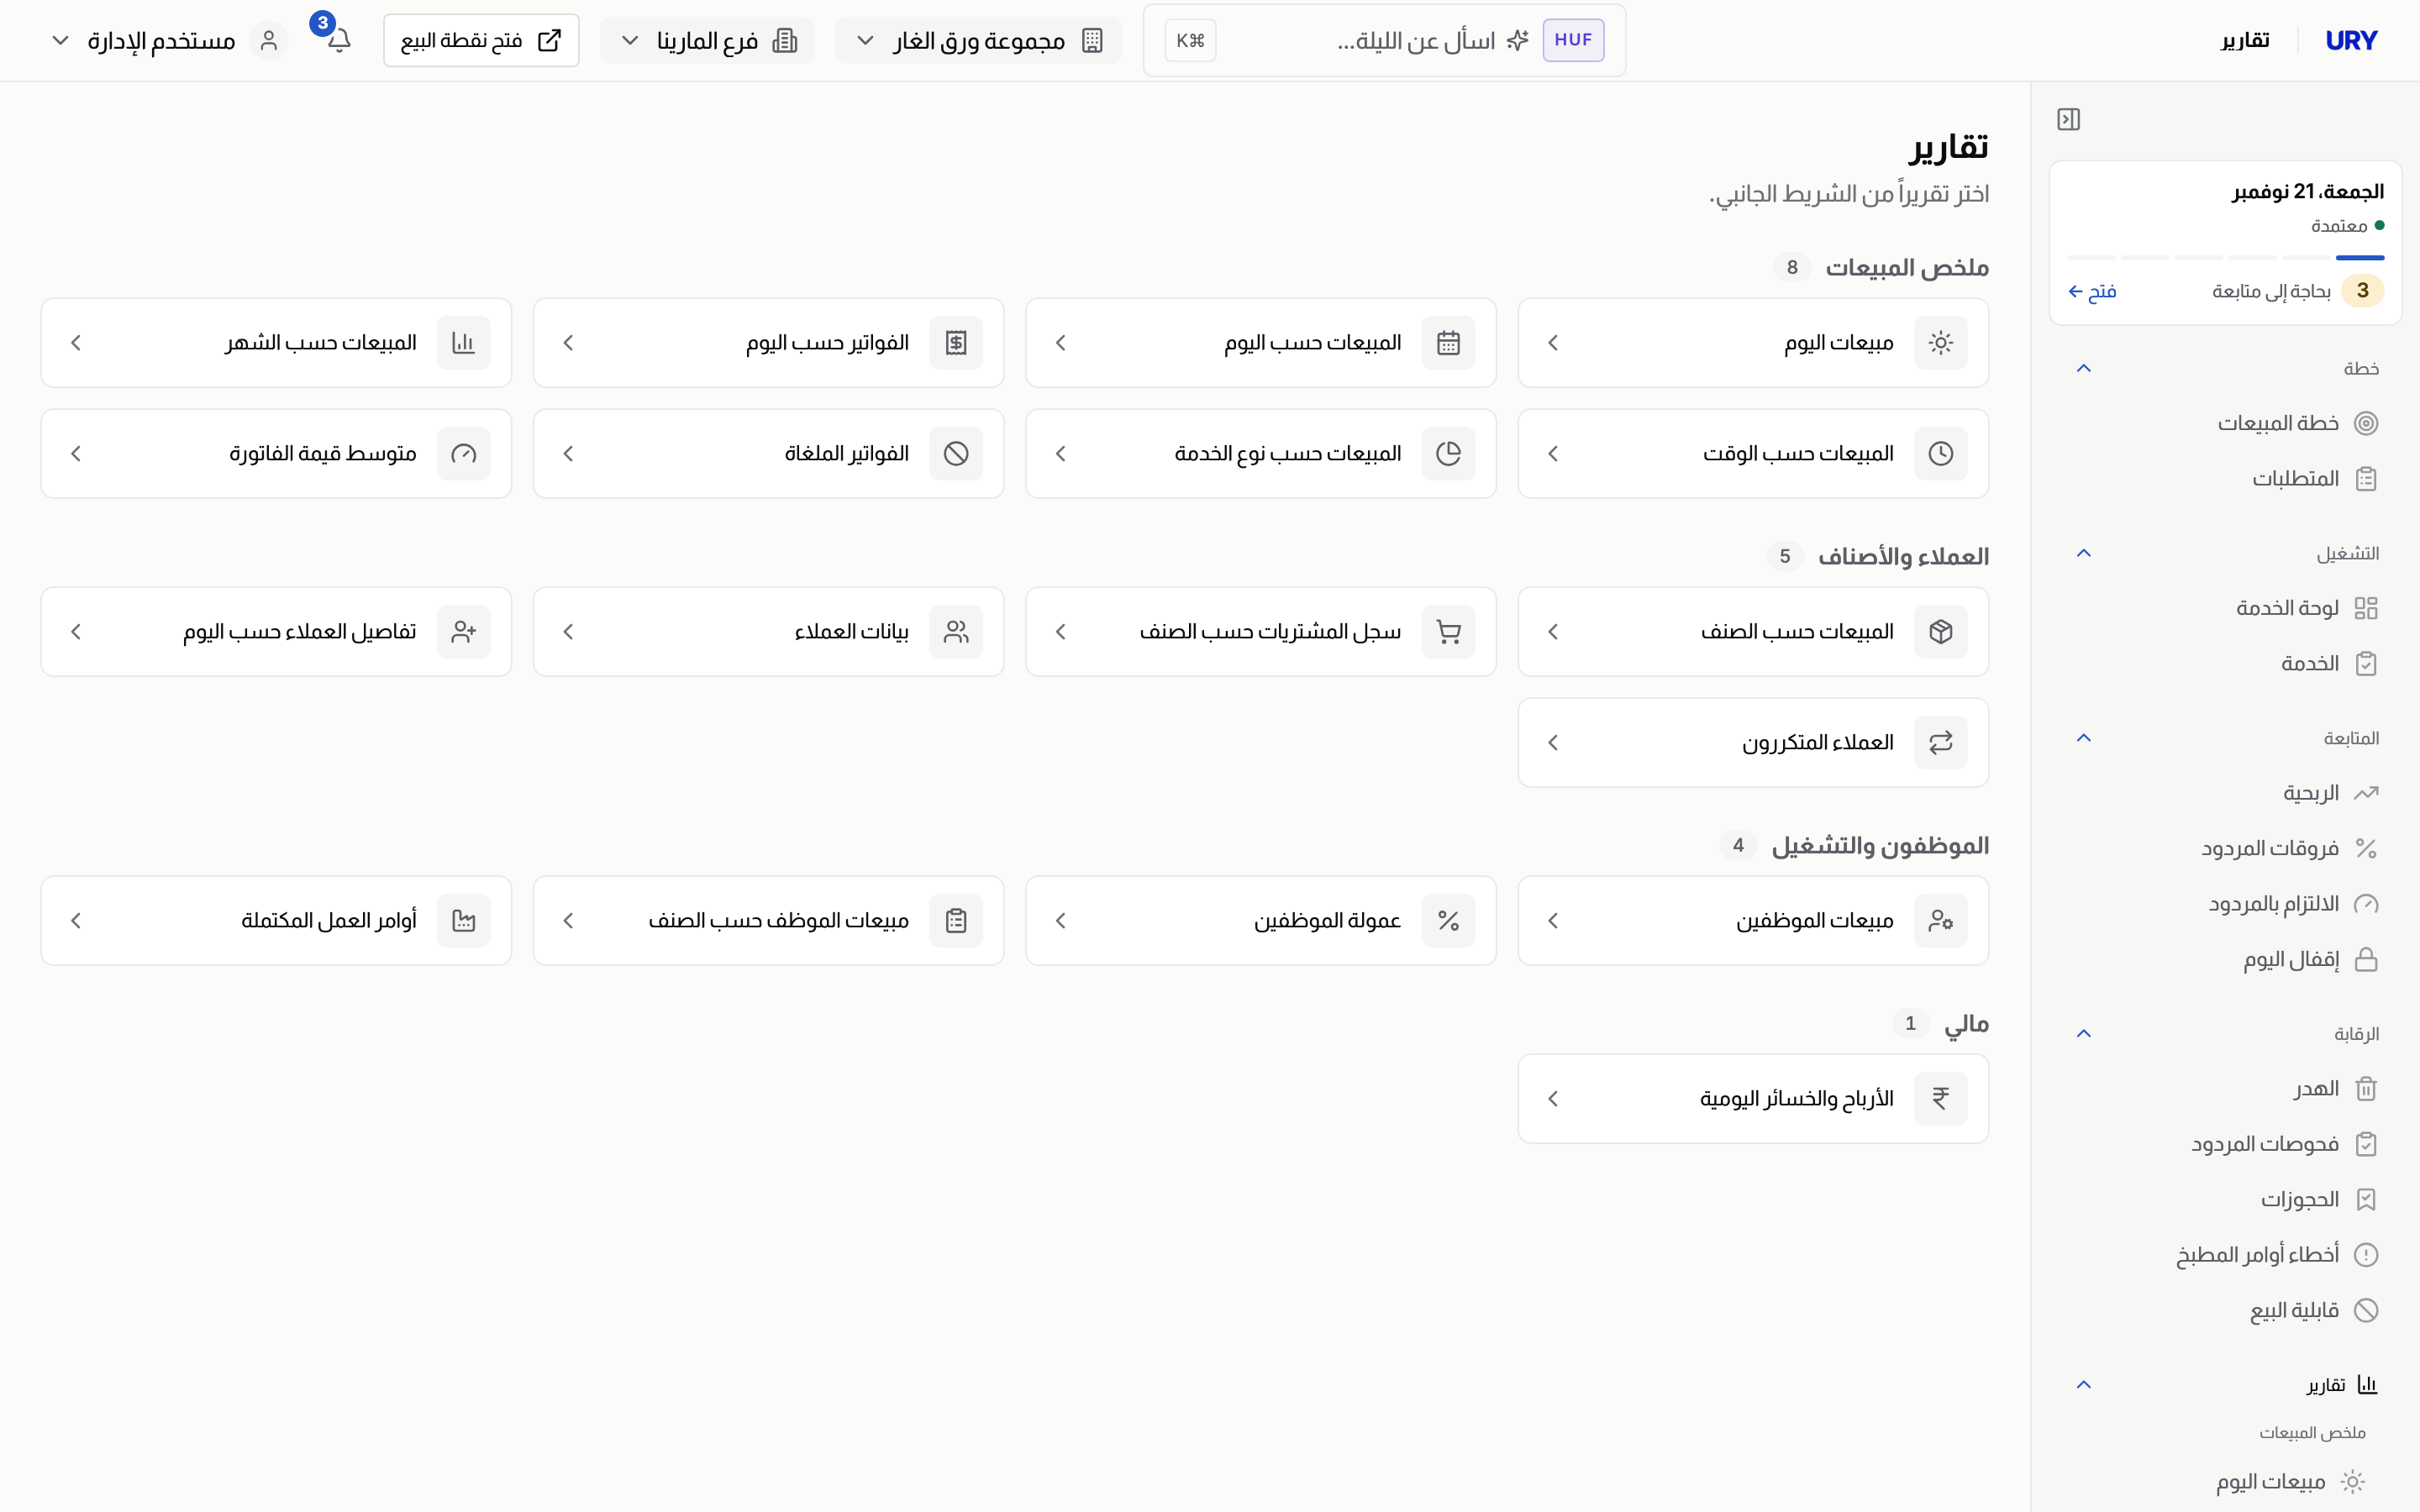 URY
تقارير
HUF
اسأل عن الليلة...
⌘K
مجموعة ورق الغار
فرع المارينا
فتح نقطة البيع
3
مستخدم الإدارة
الجمعة، 21 نوفمبر
معتمدة
3 بحاجة إلى متابعة
فتح ←
خطة
خطة المبيعات
المتطلبات
التشغيل
لوحة الخدمة
الخدمة
المتابعة
الربحية
فروقات المردود
الالتزام بالمردود
إقفال اليوم
الرقابة
الهدر
فحوصات المردود
الحجوزات
أخطاء أوامر المطبخ
قابلية البيع
تقارير
ملخص المبيعات
مبيعات اليوم
تقارير
اختر تقريراً من الشريط الجانبي.
ملخص المبيعات 8
مبيعات اليوم
المبيعات حسب اليوم
الفواتير حسب اليوم
المبيعات حسب الشهر
المبيعات حسب الوقت
المبيعات حسب نوع الخدمة
الفواتير الملغاة
متوسط قيمة الفاتورة
العملاء والأصناف 5
المبيعات حسب الصنف
سجل المشتريات حسب الصنف
بيانات العملاء
تفاصيل العملاء حسب اليوم
العملاء المتكررون
الموظفون والتشغيل 4
مبيعات الموظفين
عمولة الموظفين
مبيعات الموظف حسب الصنف
أوامر العمل المكتملة
مالي 1
الأرباح والخسائر اليومية